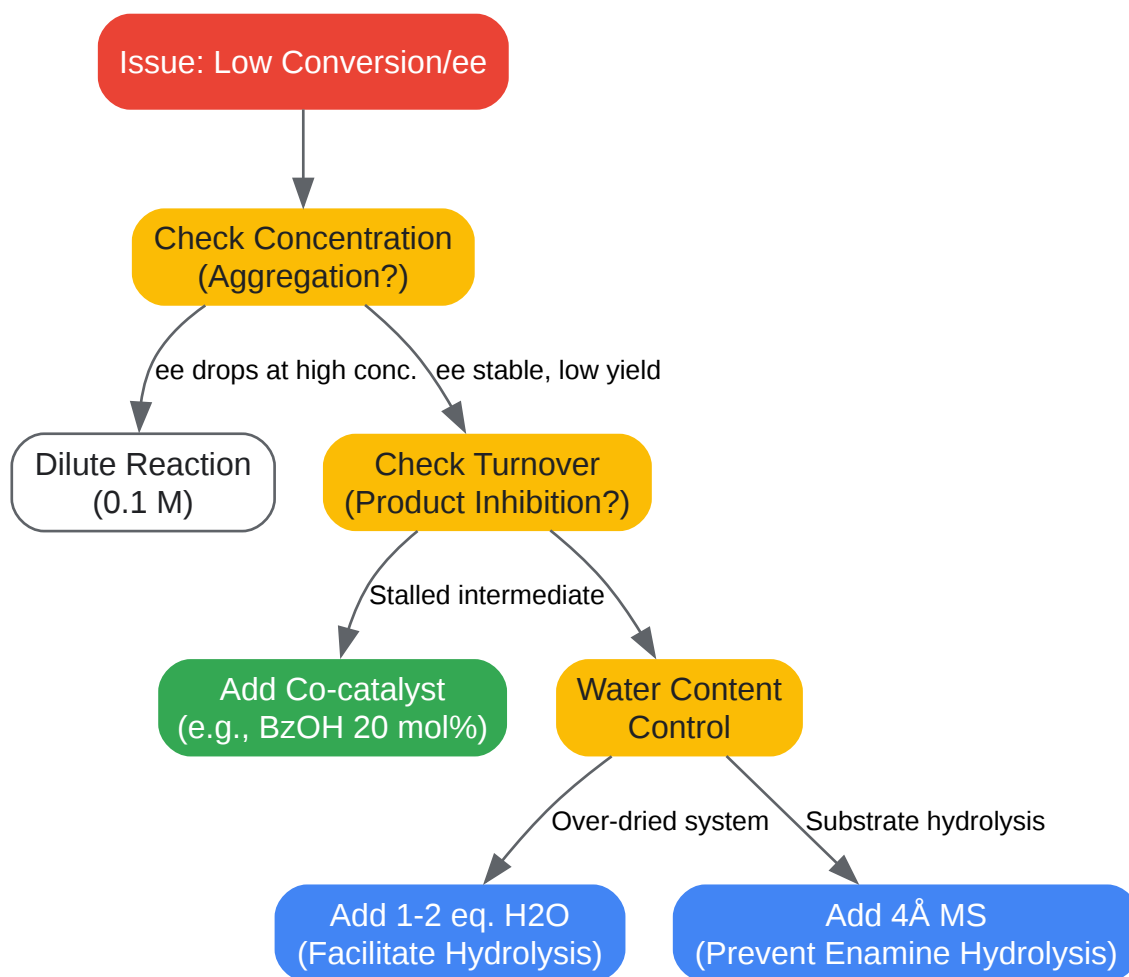 Issue: Low Conversion/ee
Check Concentration
(Aggregation?)
ee drops at high conc.
ee stable, low yield
Dilute Reaction
(0.1 M)
Check Turnover
(Product Inhibition?)
Stalled intermediate
Add Co-catalyst
(e.g., BzOH 20 mol%)
Water Content
Control
Over-dried system
Substrate hydrolysis
Add 1-2 eq. H2O
(Facilitate Hydrolysis)
Add 4Å MS
(Prevent Enamine Hydrolysis)